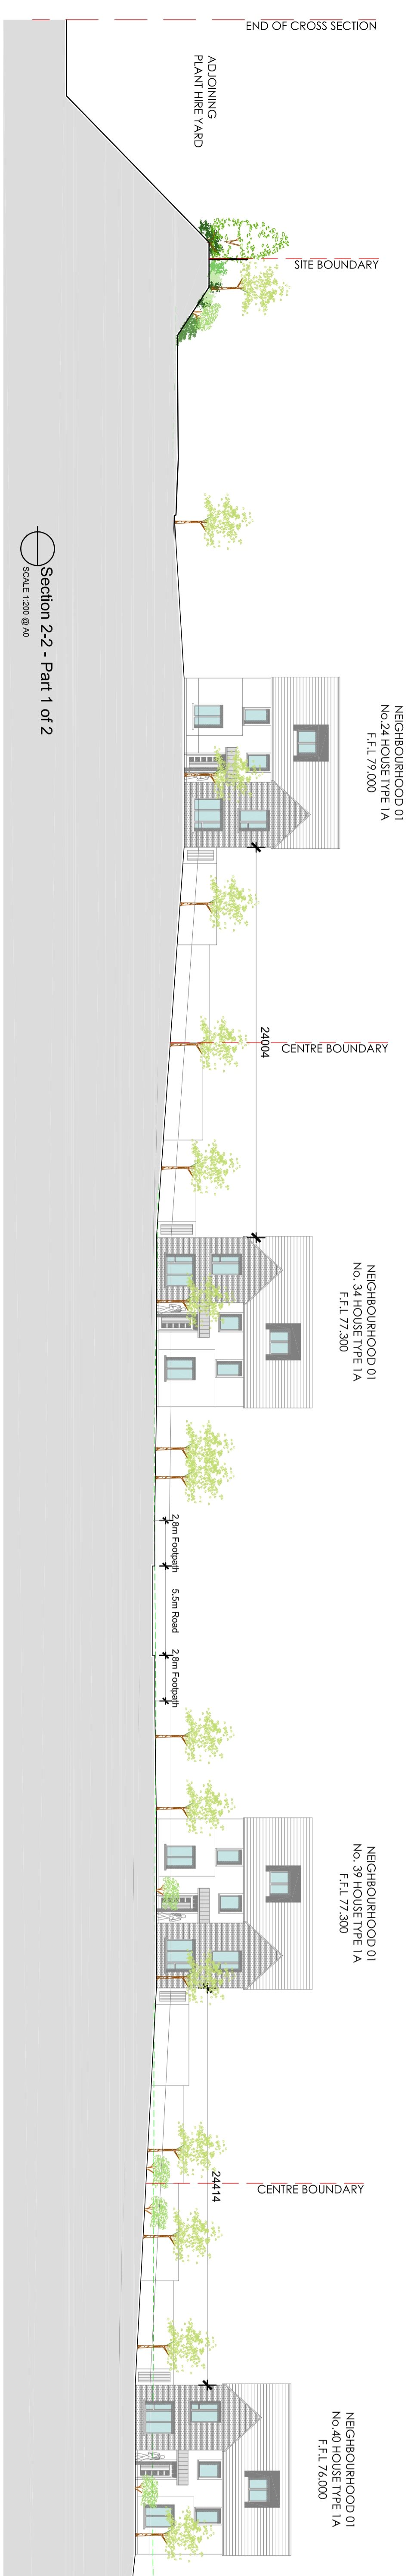 END OF CROSS SECTION
ADJOINING
PLANT HIRE YARD
SITE BOUNDARY
Section 2-2 - Part 1 of 2
SCALE 1:200 @ A0
NEIGHBOURHOOD 01
No.24 HOUSE TYPE 1A
F.F.L 79.000
24004
CENTRE BOUNDARY
NEIGHBOURHOOD 01
No. 34 HOUSE TYPE 1A
F.F.L 77.300
2.8m Footpath
5.5m Road
2.8m Footpath
NEIGHBOURHOOD 01
No. 39 HOUSE TYPE 1A
F.F.L 77.300
24414
CENTRE BOUNDARY
NEIGHBOURHOOD 01
No.40 HOUSE TYPE 1A
F.F.L 76.000